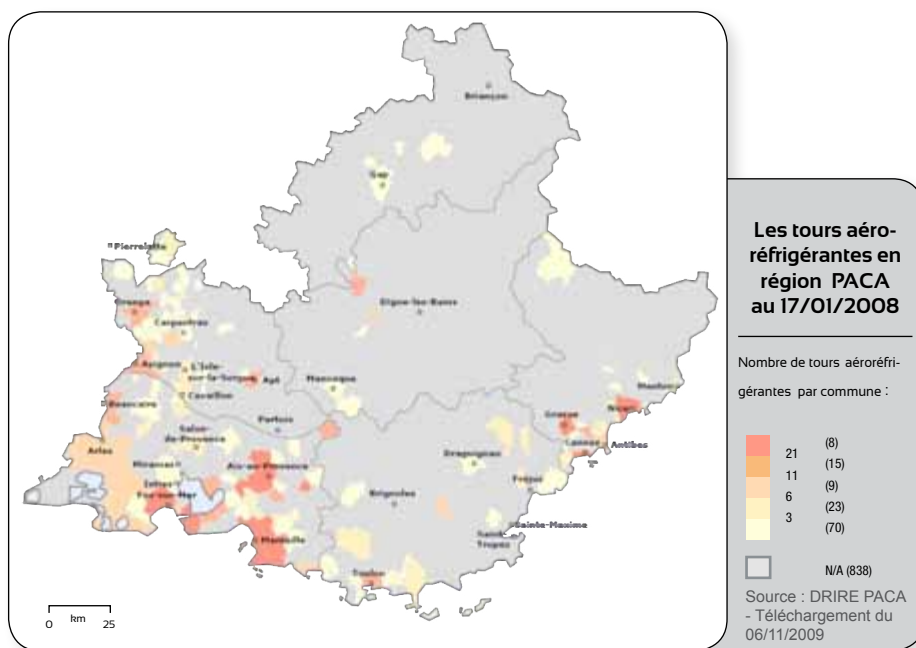 Briançon
Gap
Pierrelatte
Orange
Carpentras
Digne-les-Bains
Avignon
L'Isle-
sur-la-Sorgue
Apt
Manosque
Cavaillon
Beaucaire
Pertuis
Menton
Nice
Grasse
Cannes
Antibes
Salon-
de-Provence
Arles
Miramas
Aix-en-Provence
Draguignan
Istres
Fos-sur-Mer
Fréjus
Brignoles
Sainte-Maxime
Saint-
Tropez
Marseille
Toulon
km
0 25
Les tours aéro-
réfrigérantes en
région PACA
au 17/01/2008
Nombre de tours aéroréfri-
gérantes par commune :
(8)
21
(15)
11
(9)
6
(23)
3
(70)
N/A (838)
Source : DRIRE PACA
- Téléchargement du
06/11/2009